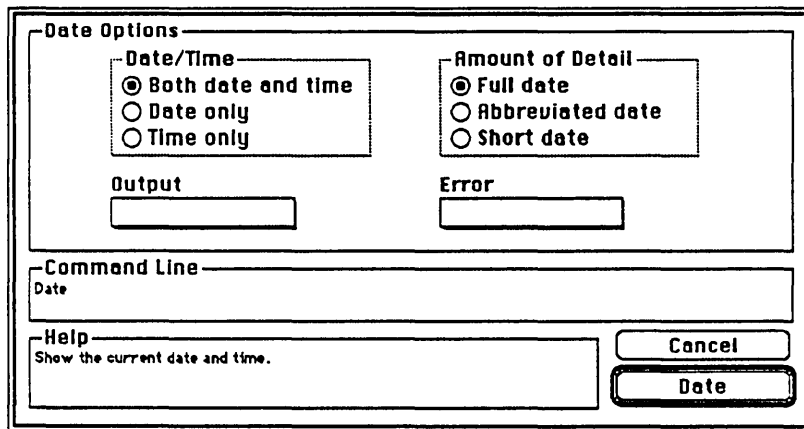 Date Options
Date/Time
Both date and time
Date only
Time only
Amount of Detail
Full date
Abbreviated date
Short date
Output
Error
Command Line
Date
Help
Show the current date and time.
Cancel
Date